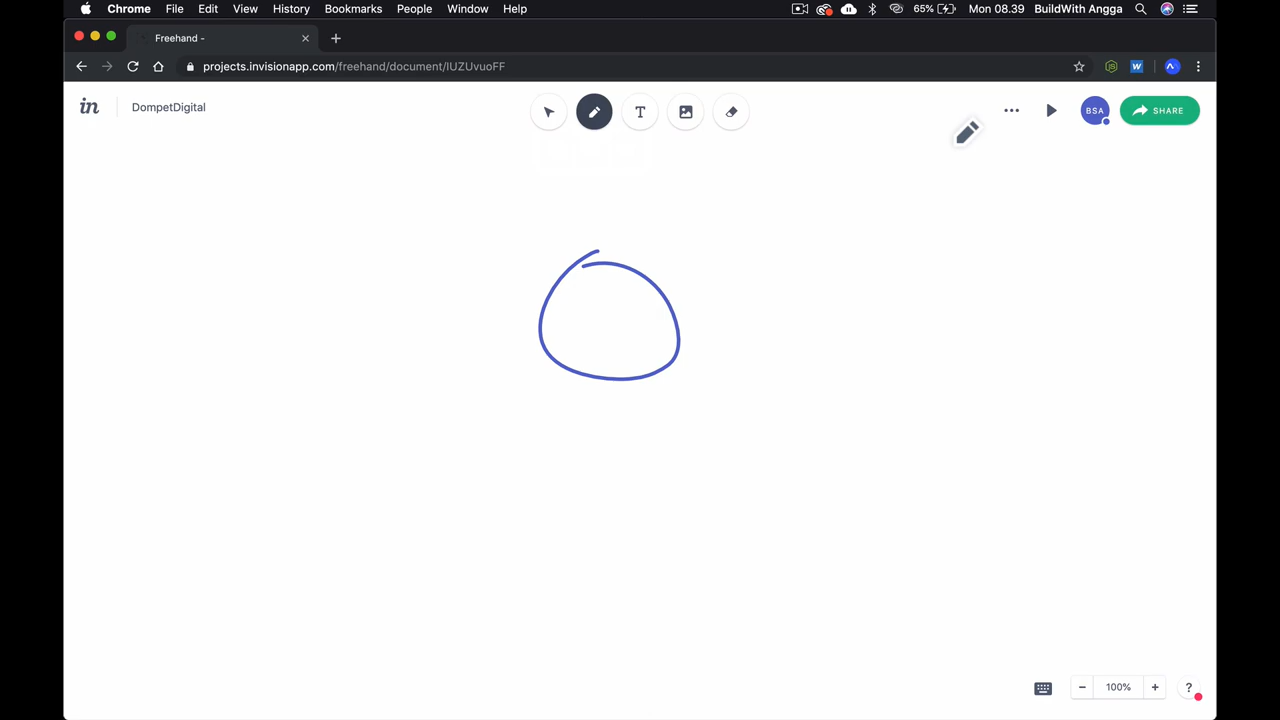 Chrome File Edit View History Bookmarks People Window Help 65% Mon 08.39 BuildWith Angga
Freehand -
projects.invisionapp.com/freehand/document/IUZUvuoFF
in DompetDigital T BSA SHARE
100% ?